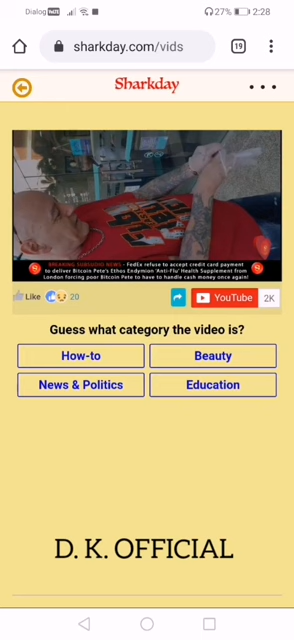 Dialog 27% 2:28
sharkday.com/vids 19
Sharkday
BREAKING SURIGIOUS NEWS - FedEx refuse to accept credit card payment
to deliver Bitcoin Pete's Ethos Endymion 'Anti-Flu' Health Supplement from
London forcing poor Bitcoin Pete to have to handle cash money once again!
Like 20 YouTube 2K
Guess what category the video is?
How-to Beauty
News & Politics Education
D. K. OFFICIAL